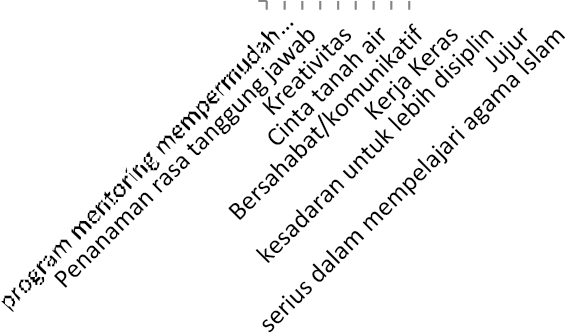 program mentoring mempermudah...
Penanaman rasa tanggung jawab
Kreativitas
Cinta tanah air
Bersahabat/komunikatif
Kerja Keras
kesadaran untuk lebih disiplin
Jujur
serius dalam mempelajari agama Islam